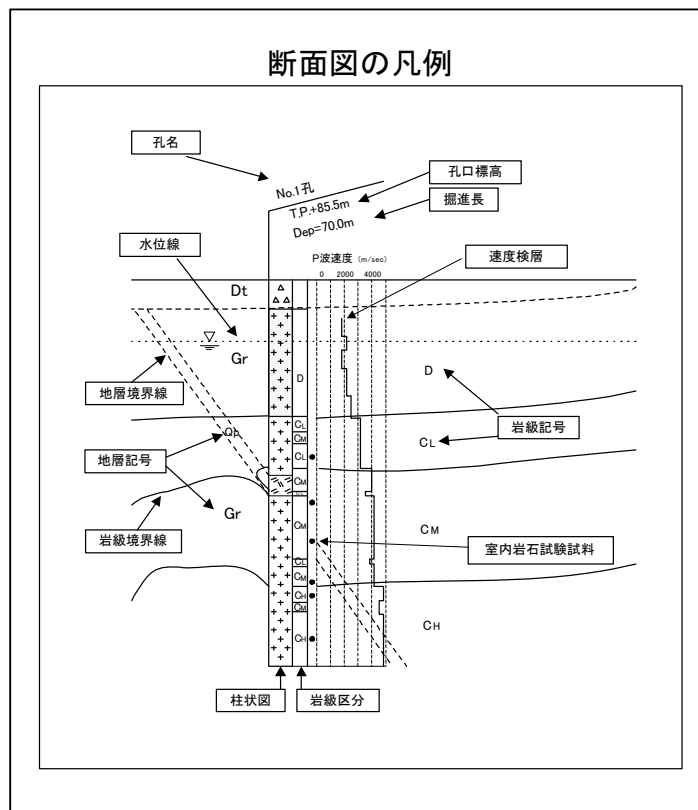 断面図の凡例
孔名
No.1孔
孔口標高
T.P.+85.5m
掘進長
Dep=70.0m
水位線
P波速度 (m/sec)
速度検層
0 2000 4000
Dt
Gr
D
D
地層境界線
CL
岩級記号
Qp
CM
CL
CL
地層記号
CM
Gr
CM
CM
岩級境界線
室内岩石試験試料
CL
CM
CH
CM
CH
CH
柱状図
岩級区分